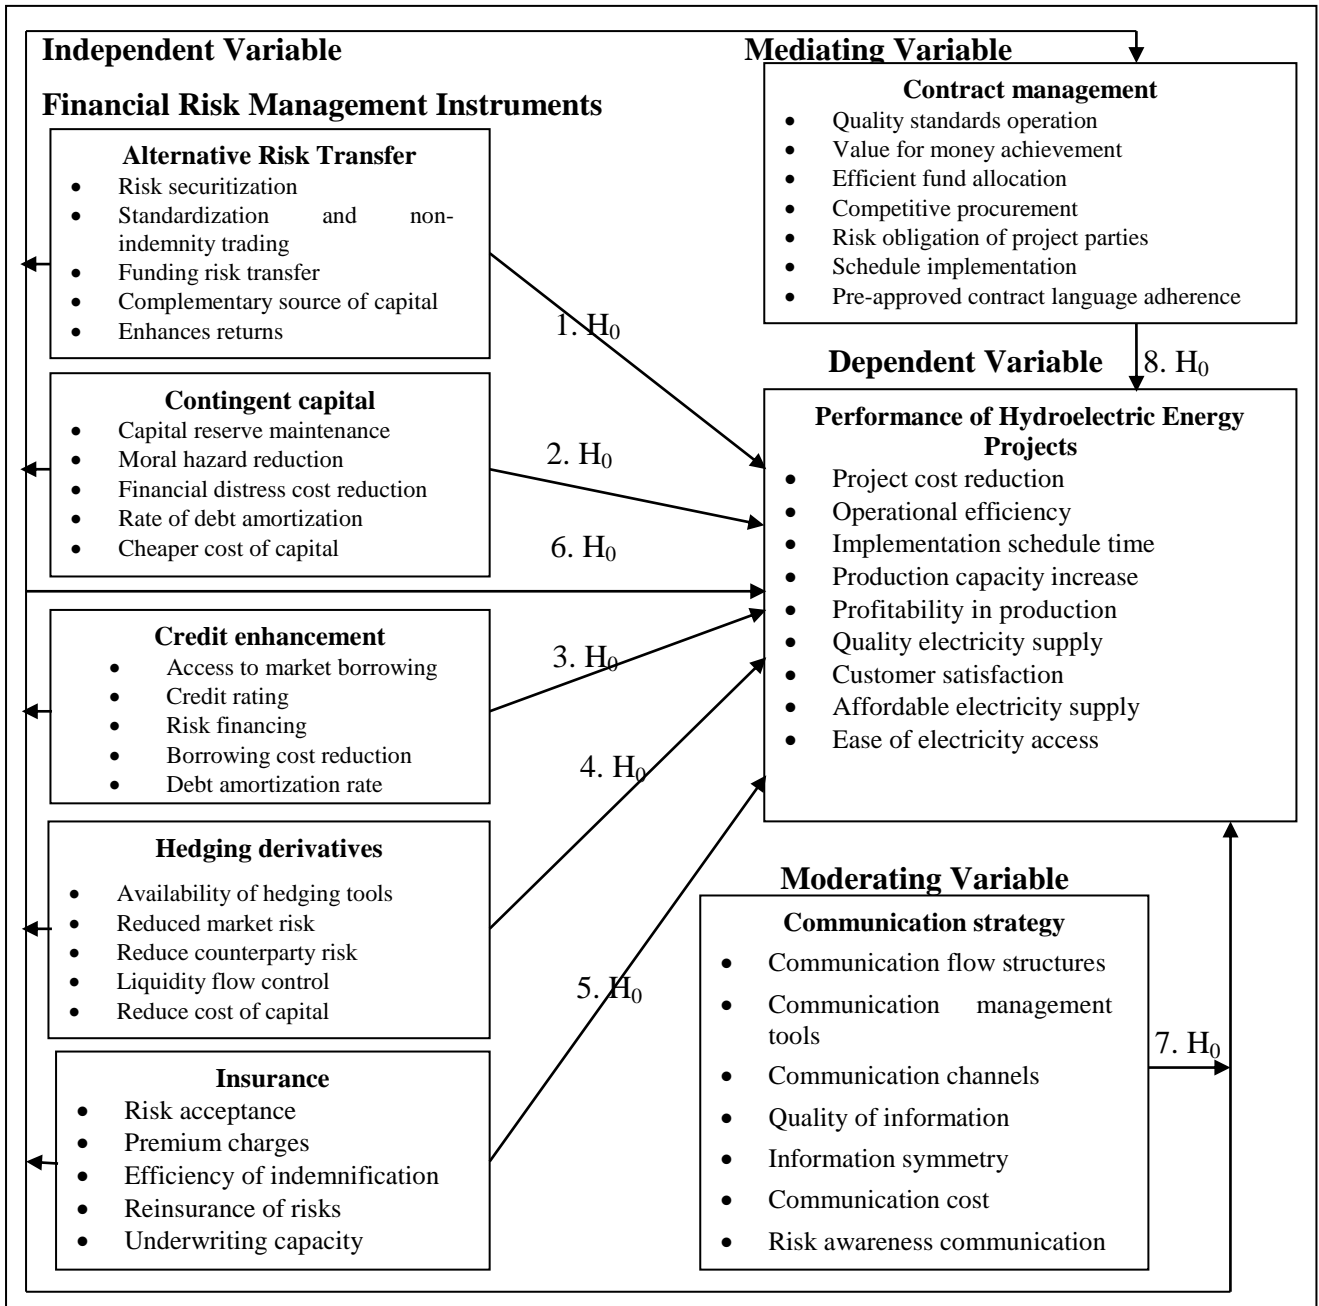 Independent Variable
Financial Risk Management Instruments
Alternative Risk Transfer
• Risk securitization
• Standardization and non-
indemnity trading
• Funding risk transfer
• Complementary source of capital
• Enhances returns
Contingent capital
• Capital reserve maintenance
• Moral hazard reduction
• Financial distress cost reduction
• Rate of debt amortization
• Cheaper cost of capital
Credit enhancement
• Access to market borrowing
• Credit rating
• Risk financing
• Borrowing cost reduction
• Debt amortization rate
Hedging derivatives
• Availability of hedging tools
• Reduced market risk
• Reduce counterparty risk
• Liquidity flow control
• Reduce cost of capital
Insurance
• Risk acceptance
• Premium charges
• Efficiency of indemnification
• Reinsurance of risks
• Underwriting capacity
1. H₀
2. H₀
6. H₀
3. H₀
4. H₀
5. H₀
Mediating Variable
Contract management
• Quality standards operation
• Value for money achievement
• Efficient fund allocation
• Competitive procurement
• Risk obligation of project parties
• Schedule implementation
• Pre-approved contract language adherence
Dependent Variable
8. H₀
Performance of Hydroelectric Energy
Projects
• Project cost reduction
• Operational efficiency
• Implementation schedule time
• Production capacity increase
• Profitability in production
• Quality electricity supply
• Customer satisfaction
• Affordable electricity supply
• Ease of electricity access
Moderating Variable
Communication strategy
• Communication flow structures
• Communication management
tools
• Communication channels
• Quality of information
• Information symmetry
• Communication cost
• Risk awareness communication
7. H₀